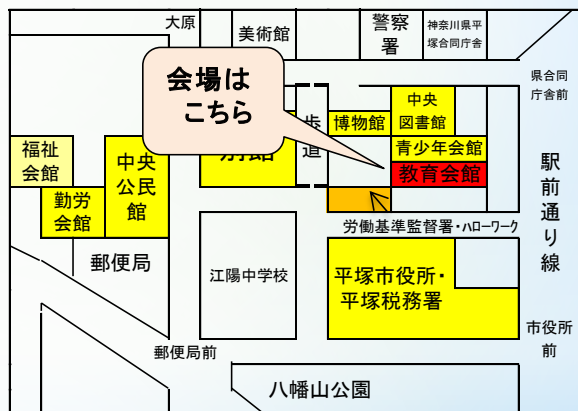 大原
美術館
警察
署
神奈川県平
塚合同庁舎
県合同
庁舎前
会場は
こちら
歩
道
博物館
中央
図書館
青少年会館
教育会館
別館
福祉
会館
中央
公民
館
勤労
会館
駅
前
通
り
線
労働基準監督署・ハローワーク
郵便局
江陽中学校
平塚市役所・
平塚税務署
市役所
前
郵便局前
八幡山公園